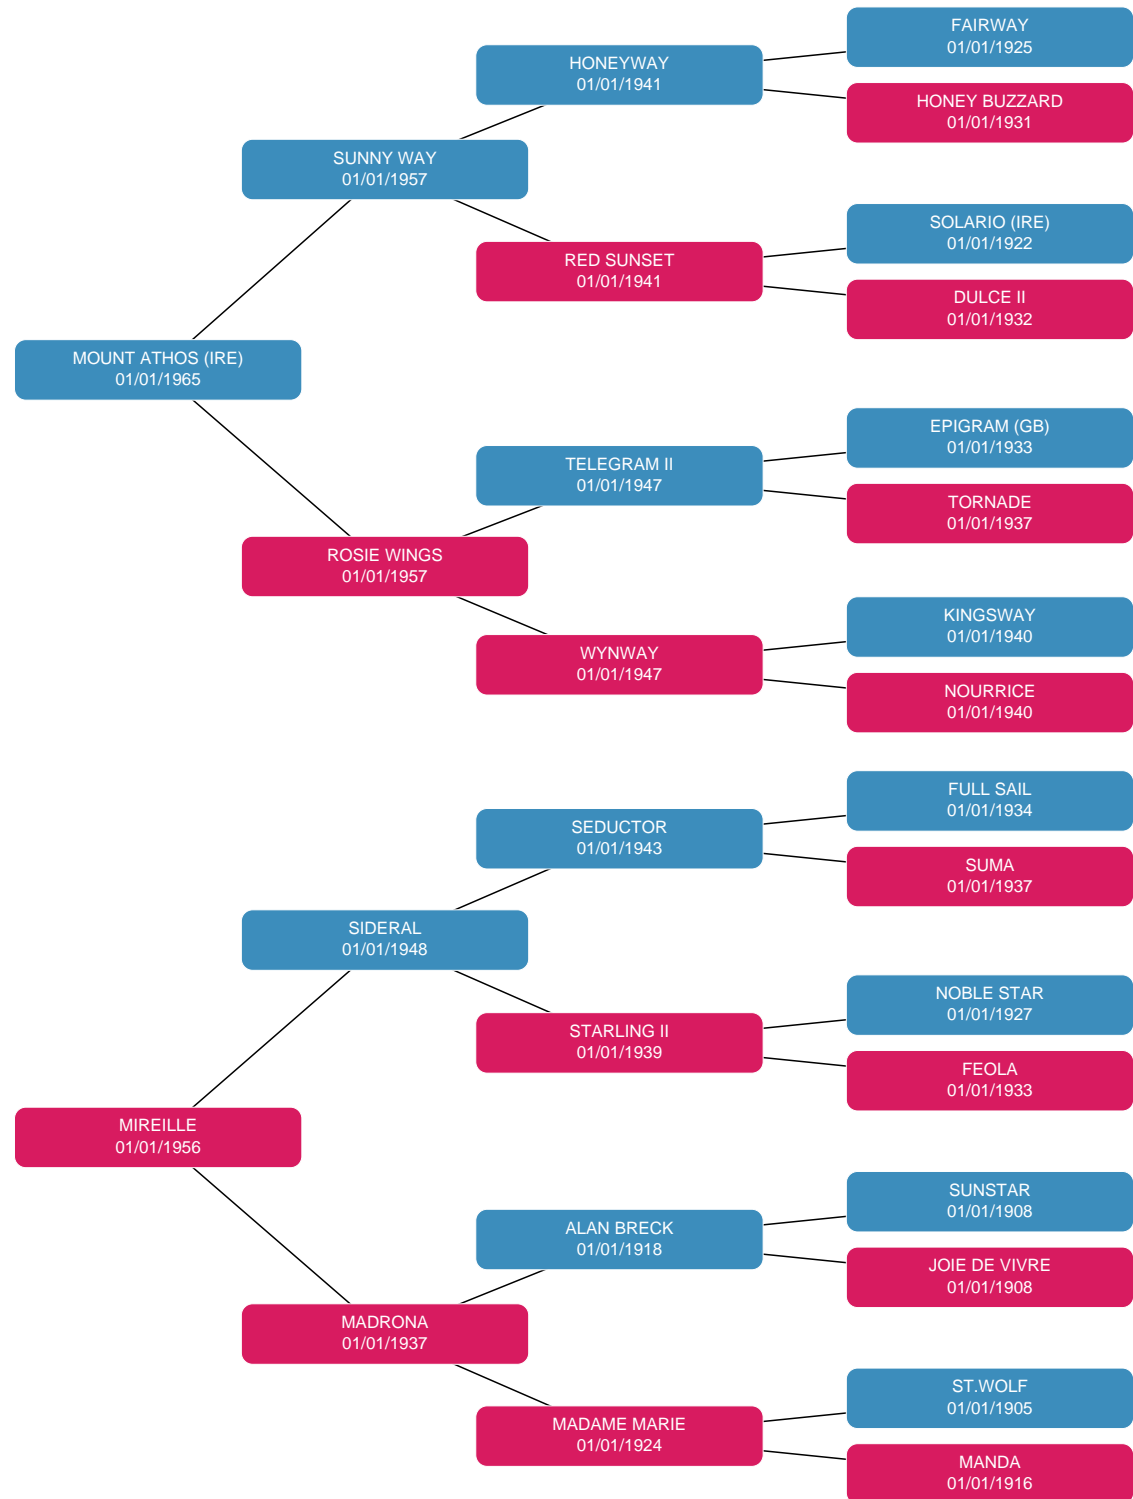 FAIRWAY
01/01/1925
HONEYWAY
01/01/1941
HONEY BUZZARD
01/01/1931
SUNNY WAY
01/01/1957
SOLARIO (IRE)
01/01/1922
RED SUNSET
01/01/1941
DULCE II
01/01/1932
MOUNT ATHOS (IRE)
01/01/1965
EPIGRAM (GB)
01/01/1933
TELEGRAM II
01/01/1947
TORNADE
01/01/1937
ROSIE WINGS
01/01/1957
KINGSWAY
01/01/1940
WYNWAY
01/01/1947
NOURRICE
01/01/1940
FULL SAIL
01/01/1934
SEDUCTOR
01/01/1943
SUMA
01/01/1937
SIDERAL
01/01/1948
NOBLE STAR
01/01/1927
STARLING II
01/01/1939
FEOLA
01/01/1933
MIREILLE
01/01/1956
SUNSTAR
01/01/1908
ALAN BRECK
01/01/1918
JOIE DE VIVRE
01/01/1908
MADRONA
01/01/1937
ST.WOLF
01/01/1905
MADAME MARIE
01/01/1924
MANDA
01/01/1916